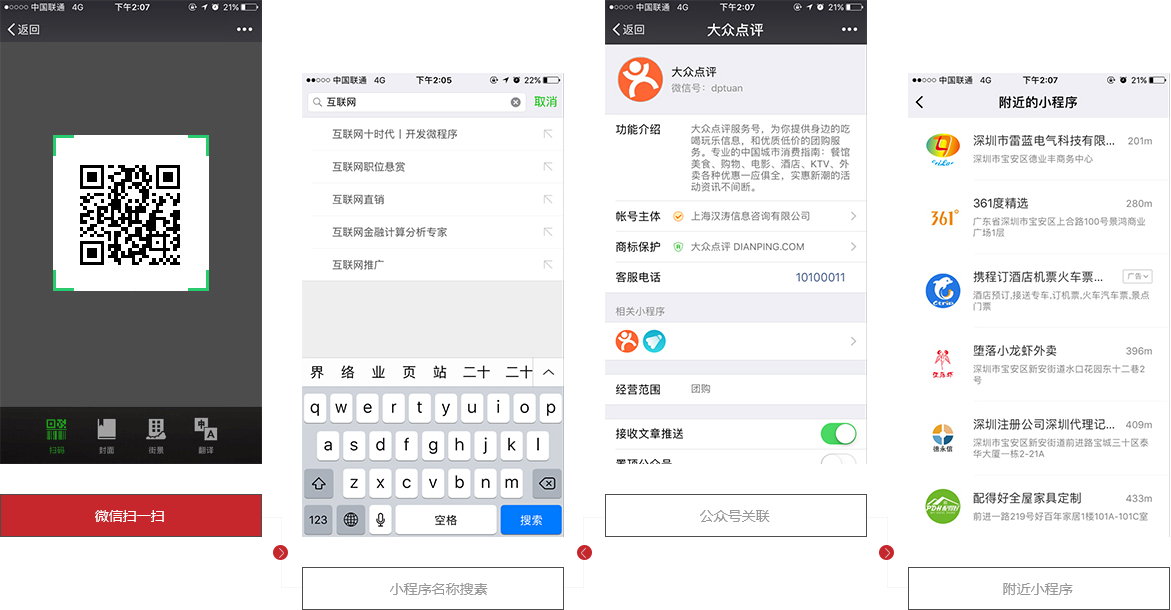 中国联通 4G 下午2:07 21%
返回
扫码 封面 街景 翻译
微信扫一扫
中国联通 4G 下午2:05 22%
互联网 取消
互联网十时代丨开发微程序
互联网职位悬赏
互联网直销
互联网金融计算分析专家
互联网推广
界 络 业 页 站 二十 二十
q w e r t y u i o p
a s d f g h j k l
z x c v b n m
123 空格 搜索
小程序名称搜素
中国联通 4G 下午2:07 21%
返回 大众点评
大众点评
微信号：dptuan
功能介绍 大众点评服务号，为你提供身边的吃
喝玩乐信息，和优质低价的团购服
务。专业的中国城市消费指南：餐馆
美食、购物、电影、酒店、KTV、外
卖各种优惠一应俱全，实惠新潮的活
动资讯不间断。
帐号主体 上海汉涛信息咨询有限公司
商标保护 大众点评 DIANPING.COM
客服电话 10100011
相关小程序
经营范围 团购
接收文章推送
置顶公众号
公众号关联
中国联通 4G 下午2:07 21%
附近的小程序
深圳市雷蓝电气科技有限... 201m
深圳市宝安区德业丰商务中心
361° 361度精选 280m
广东省深圳市宝安区上合路100号景鸿商业
广场1层
携程订酒店机票火车票... 广告
酒店预订,接送专车,订机票,火车汽车票,景点
门票
堕落小龙虾外卖 396m
深圳市宝安区新安街道水口花园东十二巷2
号
深圳注册公司深圳代理记... 409m
深圳市宝安区新安街道前进路宝城三十区泰
华大厦一栋2-21A
德永信
配得好全屋家具定制 433m
前进一路219号好百年家居1楼101A-101C室
附近小程序